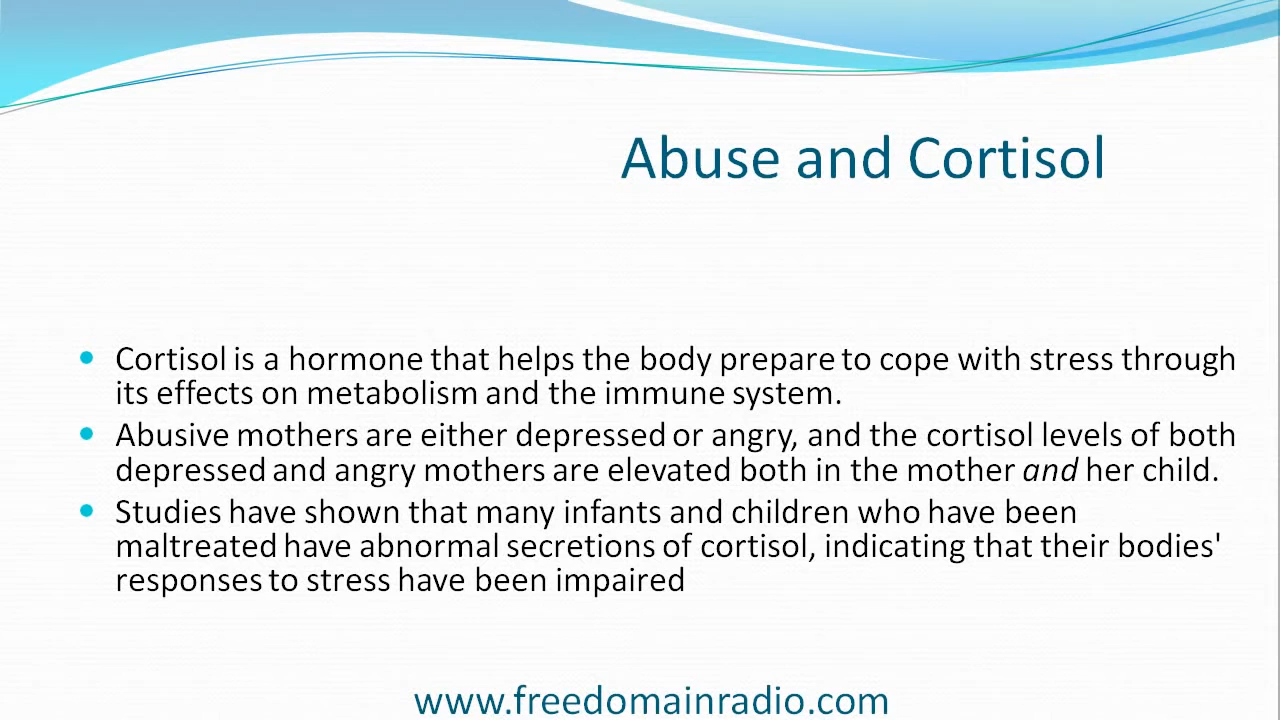 Abuse and Cortisol
Cortisol is a hormone that helps the body prepare to cope with stress through
its effects on metabolism and the immune system.
Abusive mothers are either depressed or angry, and the cortisol levels of both
depressed and angry mothers are elevated both in the mother and her child.
Studies have shown that many infants and children who have been
maltreated have abnormal secretions of cortisol, indicating that their bodies'
responses to stress have been impaired
www.freedomainradio.com